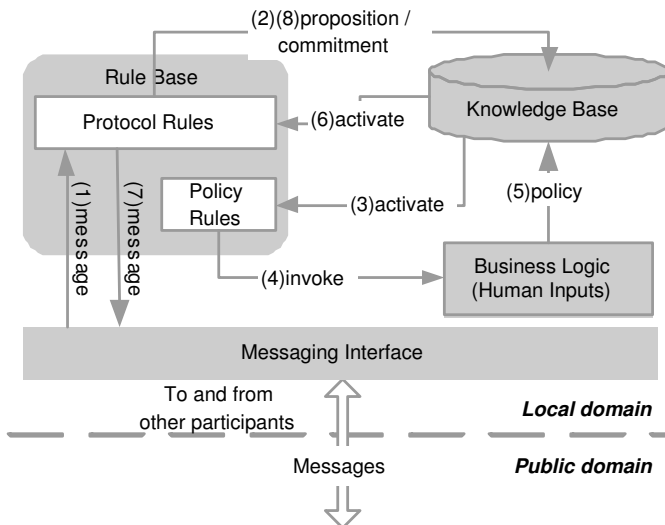 (2)(8)proposition /
commitment
Rule Base
Protocol Rules
Knowledge Base
(6)activate
(1)message
(7)message
Policy
Rules
(3)activate
(5)policy
(4)invoke
Business Logic
(Human Inputs)
Messaging Interface
To and from
other participants
Local domain
Messages
Public domain